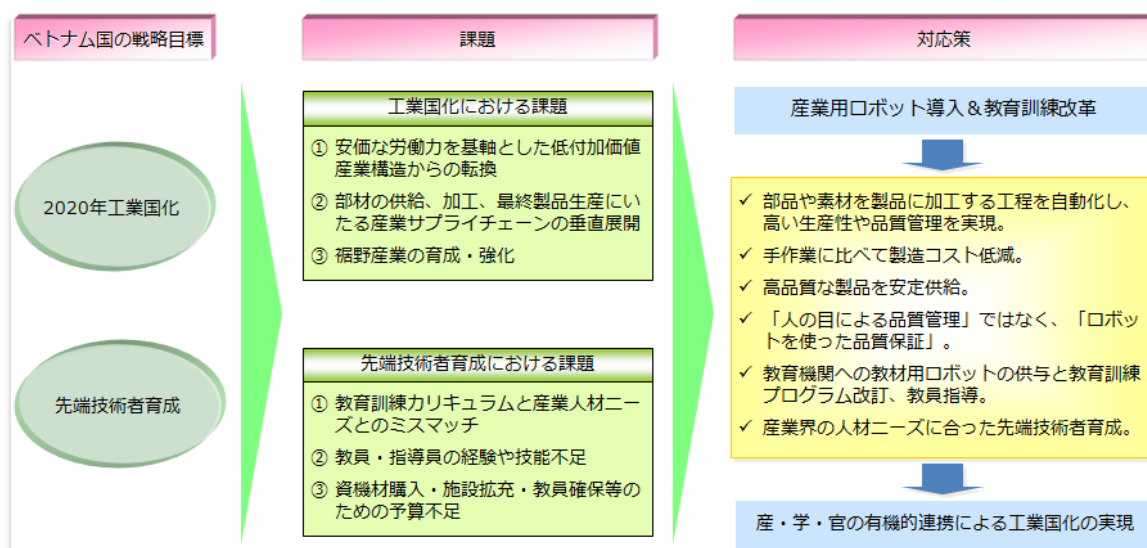 ベトナム国の戦略目標
2020年工業国化
先端技術者育成
課題
工業国化における課題
① 安価な労働力を基軸とした低付加価値
産業構造からの転換
② 部材の供給、加工、最終製品生産にい
たる産業サプライチェーンの垂直展開
③ 裾野産業の育成・強化
先端技術者育成における課題
① 教育訓練カリキュラムと産業人材ニー
ズとのミスマッチ
② 教員・指導員の経験や技能不足
③ 資機材購入・施設拡充・教員確保等の
ための予算不足
対応策
産業用ロボット導入&教育訓練改革
✓ 部品や素材を製品に加工する工程を自動化し、
高い生産性や品質管理を実現。
✓ 手作業に比べて製造コスト低減。
✓ 高品質な製品を安定供給。
✓ 「人の目による品質管理」ではなく、「ロボッ
トを使った品質保証」。
✓ 教育機関への教材用ロボットの供与と教育訓練
プログラム改訂、教員指導。
✓ 産業界の人材ニーズに合った先端技術者育成。
産・学・官の有機的連携による工業国化の実現